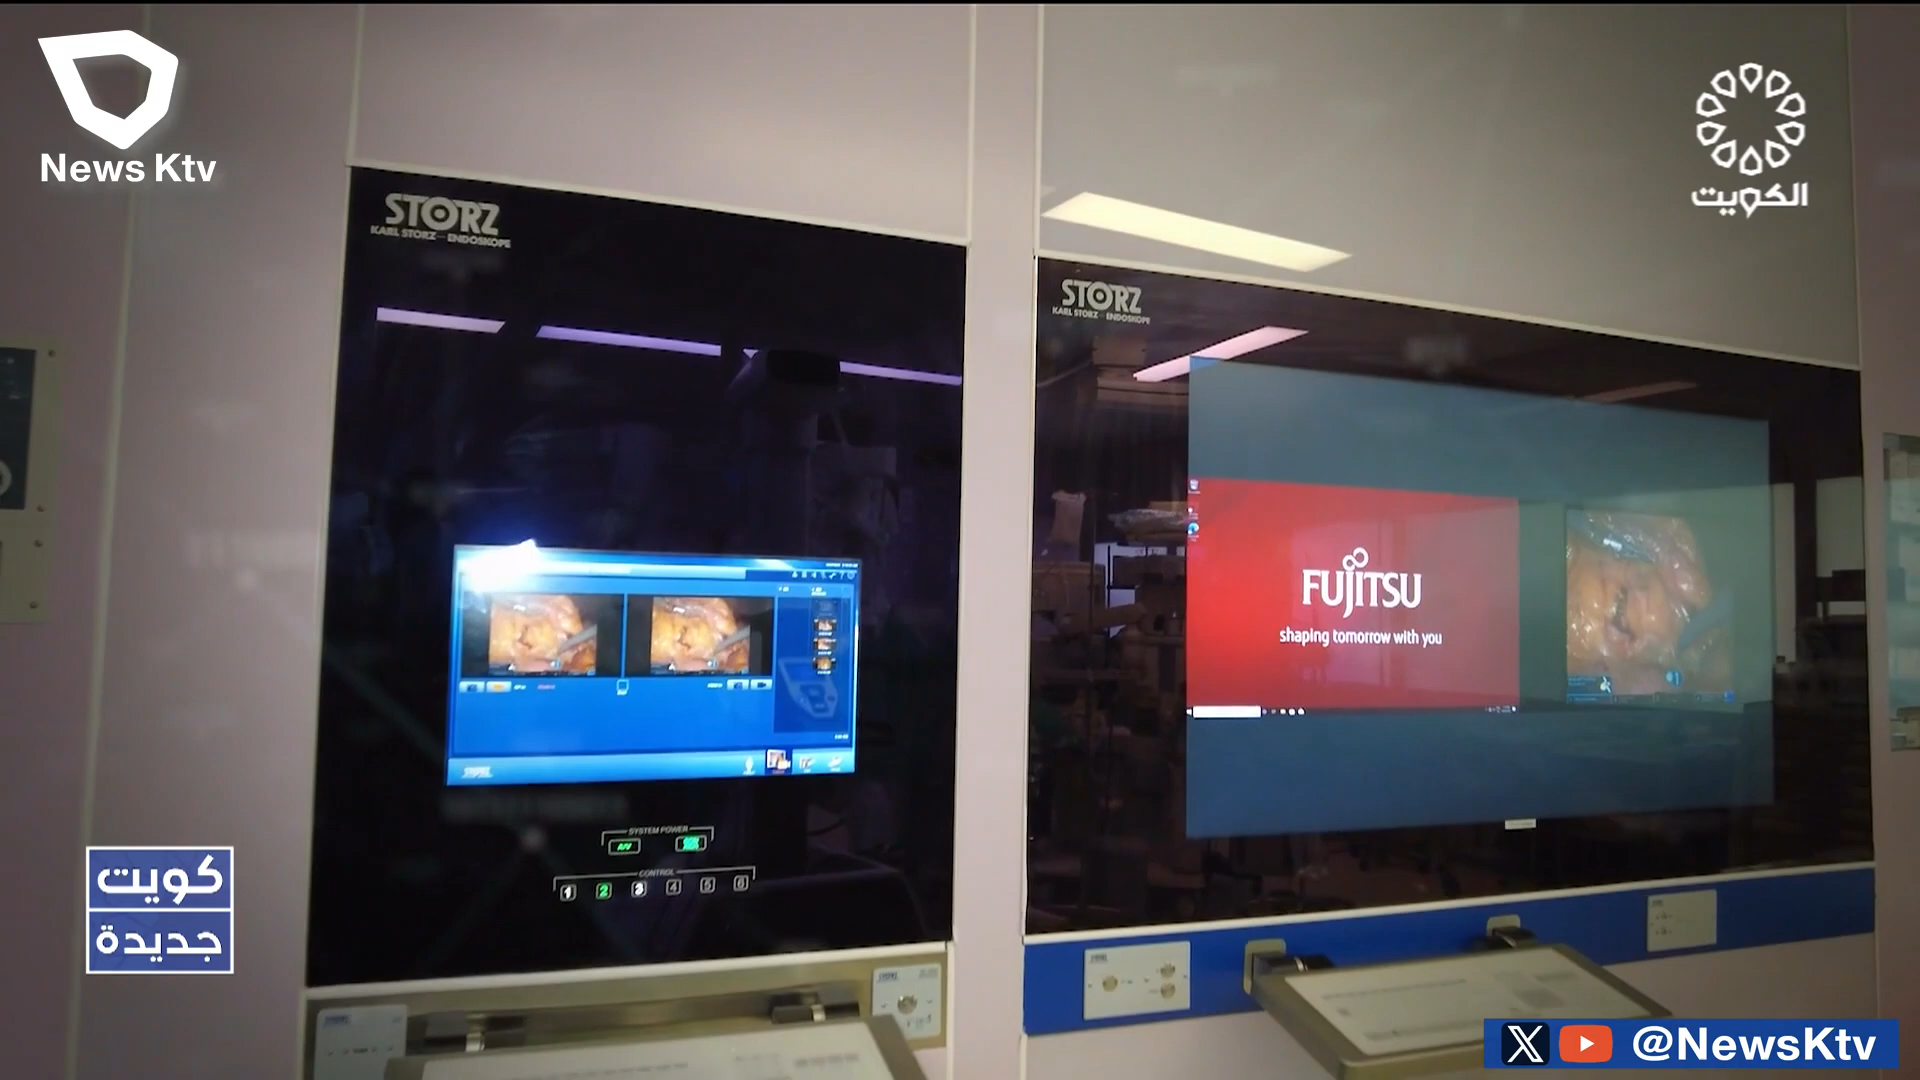 News Ktv
الكويت
STORZ
KARL STORZ — ENDOSKOPE
STORZ
KARL STORZ — ENDOSKOPE
FUJITSU
shaping tomorrow with you
STORZ
SYSTEM POWER
A/V
CONTROL
1 2 3 4 5 6
كويت
جديدة
@NewsKtv